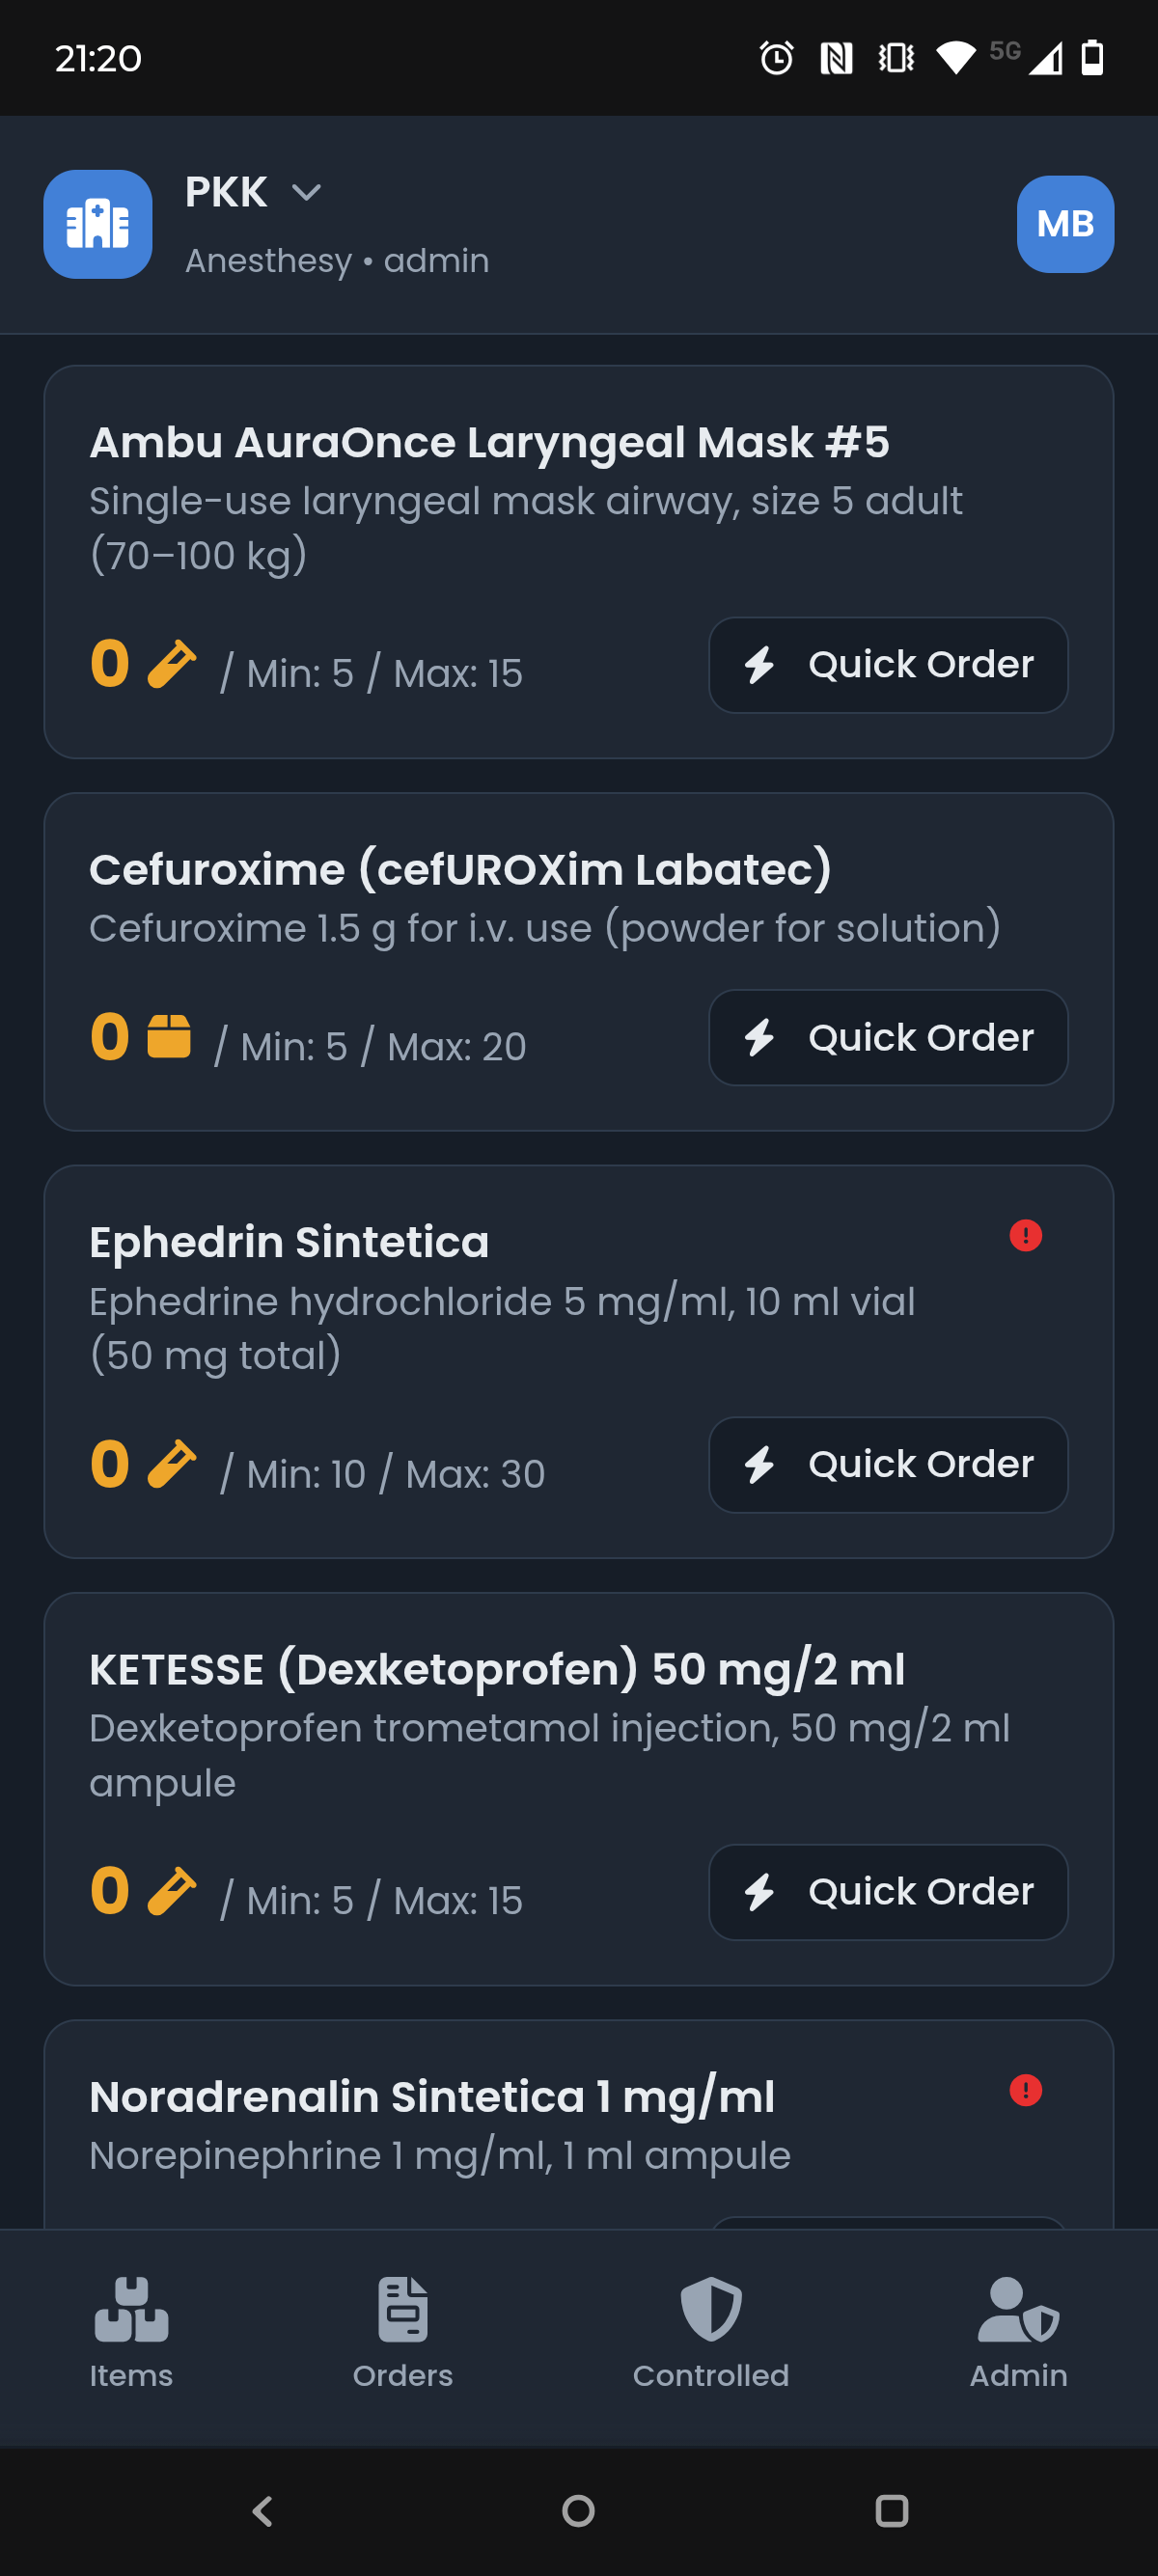 21:20
5G
PKK
Anesthesy • admin
MB
Ambu AuraOnce Laryngeal Mask #5
Single-use laryngeal mask airway, size 5 adult
(70–100 kg)
0 / Min: 5 / Max: 15
Quick Order
Cefuroxime (cefUROXim Labatec)
Cefuroxime 1.5 g for i.v. use (powder for solution)
0 / Min: 5 / Max: 20
Quick Order
Ephedrin Sintetica
Ephedrine hydrochloride 5 mg/ml, 10 ml vial
(50 mg total)
0 / Min: 10 / Max: 30
Quick Order
KETESSE (Dexketoprofen) 50 mg/2 ml
Dexketoprofen trometamol injection, 50 mg/2 ml
ampule
0 / Min: 5 / Max: 15
Quick Order
Noradrenalin Sintetica 1 mg/ml
Norepinephrine 1 mg/ml, 1 ml ampule
Items
Orders
Controlled
Admin